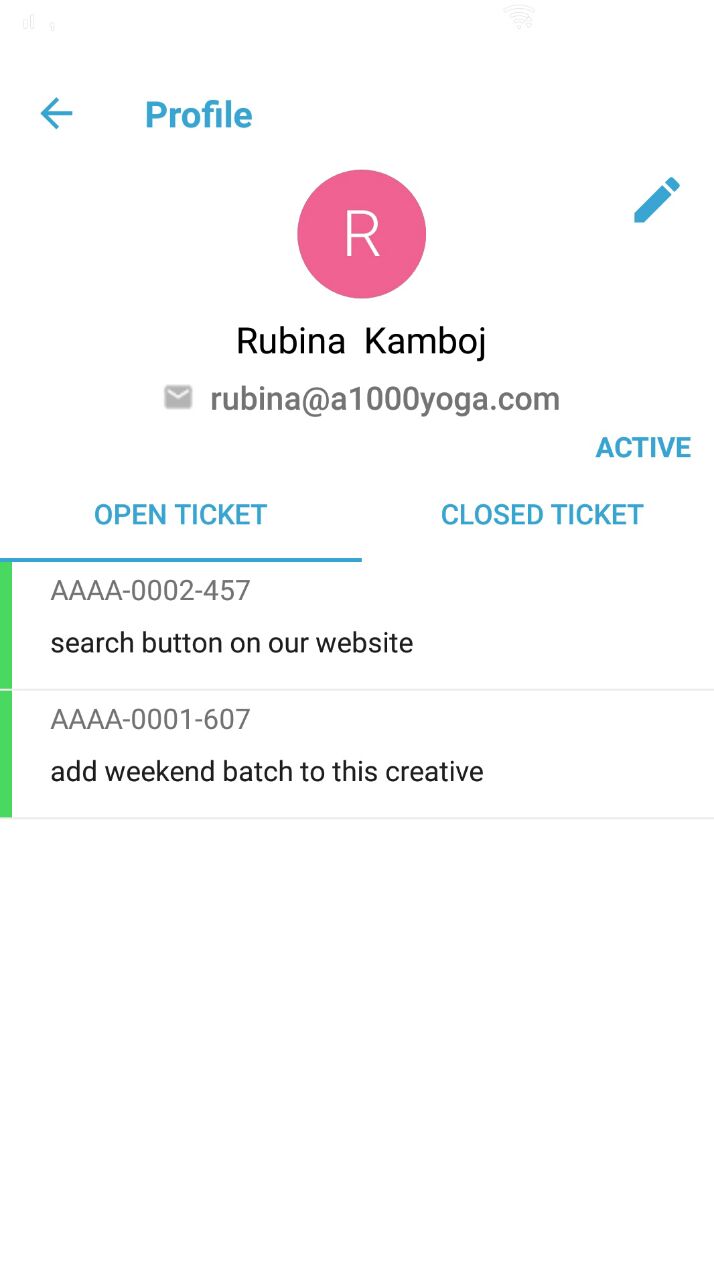 Profile
R
Rubina  Kamboj
rubina@a1000yoga.com
ACTIVE
OPEN TICKET
CLOSED TICKET
AAAA-0002-457
search button on our website
AAAA-0001-607
add weekend batch to this creative